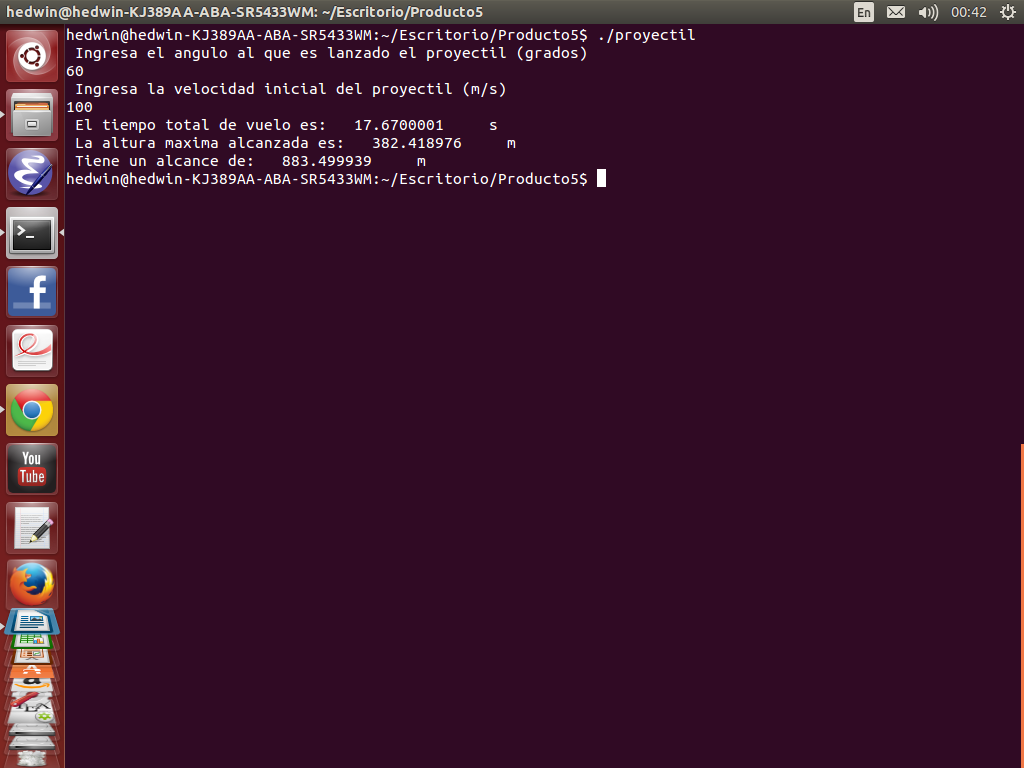 hedwin@hedwin-KJ389AA-ABA-SR5433WM: ~/Escritorio/Producto5
En
00:42
hedwin@hedwin-KJ389AA-ABA-SR5433WM:~/Escritorio/Producto5$ ./proyectil
Ingresa el angulo al que es lanzado el proyectil (grados)
60
Ingresa la velocidad inicial del proyectil (m/s)
100
El tiempo total de vuelo es:   17.6700001     s
La altura maxima alcanzada es:   382.418976     m
Tiene un alcance de:   883.499939     m
hedwin@hedwin-KJ389AA-ABA-SR5433WM:~/Escritorio/Producto5$
You
Tube